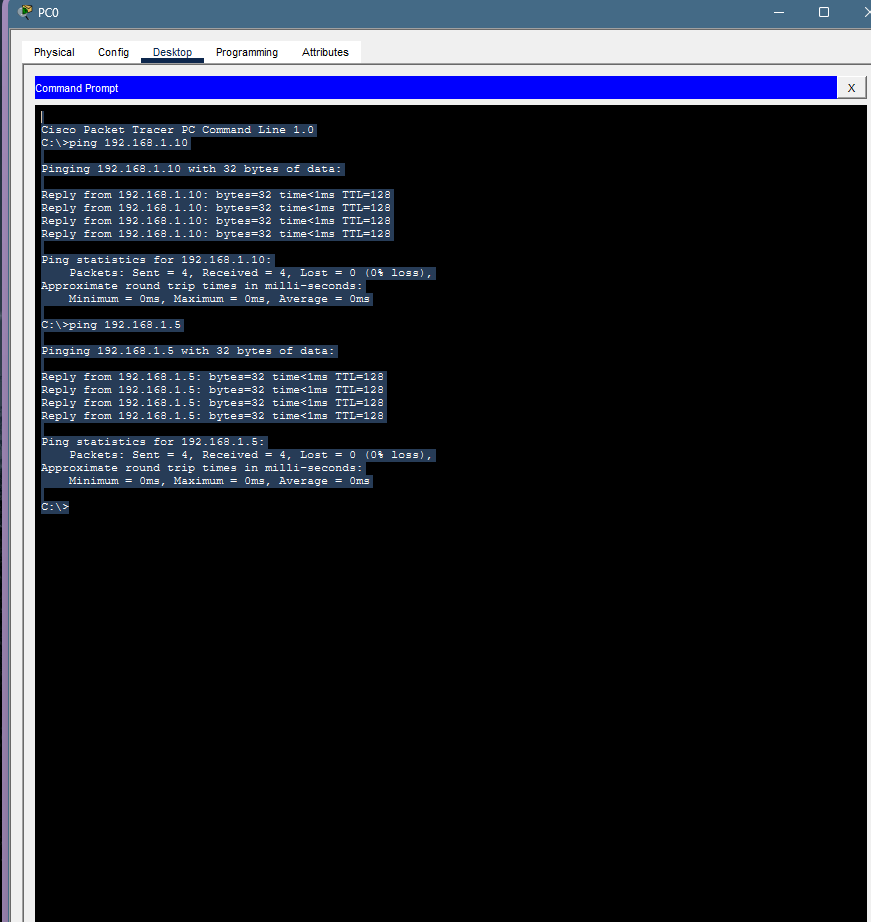 PC0
Physical Config Desktop Programming Attributes
Command Prompt X
Cisco Packet Tracer PC Command Line 1.0
C:\>ping 192.168.1.10
Pinging 192.168.1.10 with 32 bytes of data:
Reply from 192.168.1.10: bytes=32 time<1ms TTL=128
Reply from 192.168.1.10: bytes=32 time<1ms TTL=128
Reply from 192.168.1.10: bytes=32 time<1ms TTL=128
Reply from 192.168.1.10: bytes=32 time<1ms TTL=128
Ping statistics for 192.168.1.10:
Packets: Sent = 4, Received = 4, Lost = 0 (0% loss),
Approximate round trip times in milli-seconds:
Minimum = 0ms, Maximum = 0ms, Average = 0ms
C:\>ping 192.168.1.5
Pinging 192.168.1.5 with 32 bytes of data:
Reply from 192.168.1.5: bytes=32 time<1ms TTL=128
Reply from 192.168.1.5: bytes=32 time<1ms TTL=128
Reply from 192.168.1.5: bytes=32 time<1ms TTL=128
Reply from 192.168.1.5: bytes=32 time<1ms TTL=128
Ping statistics for 192.168.1.5:
Packets: Sent = 4, Received = 4, Lost = 0 (0% loss),
Approximate round trip times in milli-seconds:
Minimum = 0ms, Maximum = 0ms, Average = 0ms
C:\>